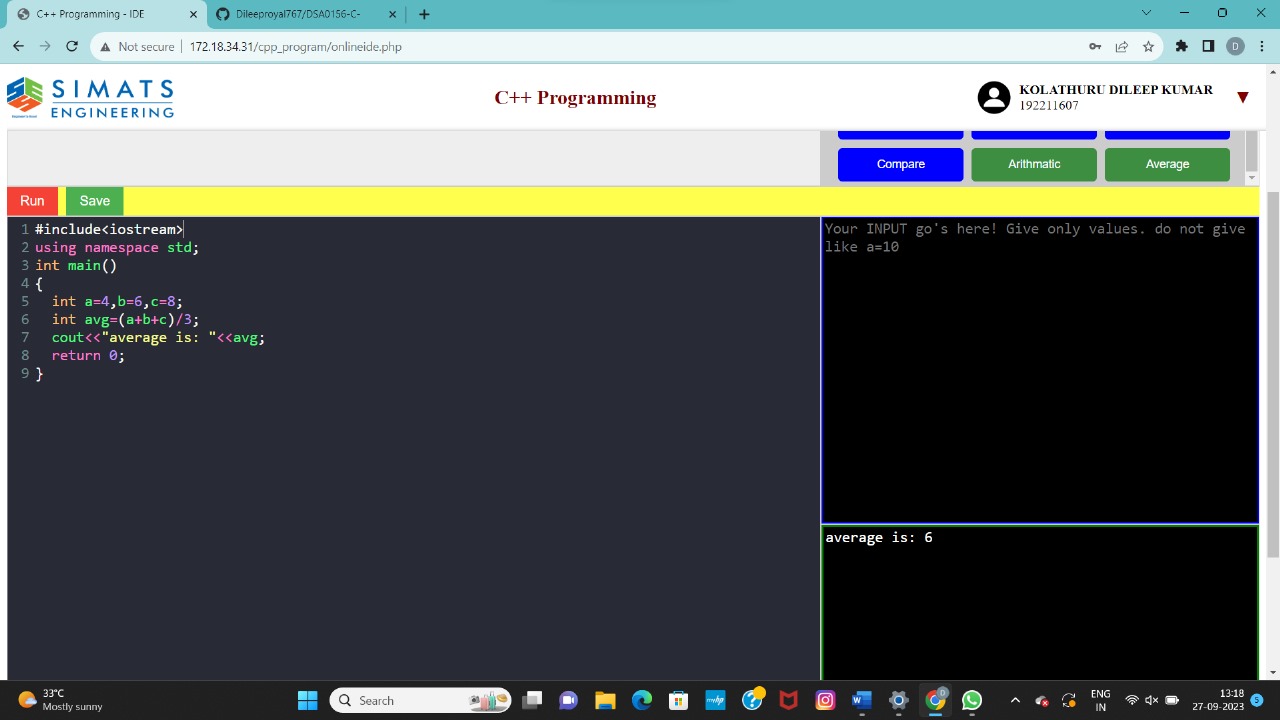 C++ Programming - IDE
Dileeproyal767/DSA0156-C-
Not secure
172.18.34.31/cpp_program/onlineide.php
D
SIMATS
ENGINEERING
C++ Programming
KOLATHURU DILEEP KUMAR
192211607
Compare
Arithmatic
Average
Run
Save
1 #include<iostream>
2 using namespace std;
3 int main()
4 {
5   int a=4,b=6,c=8;
6   int avg=(a+b+c)/3;
7   cout<<"average is: "<<avg;
8   return 0;
9 }
Your INPUT go's here! Give only values. do not give
like a=10
average is: 6
33°C
Mostly sunny
Search
myhp
D
ENG
IN
13:18
27-09-2023
5